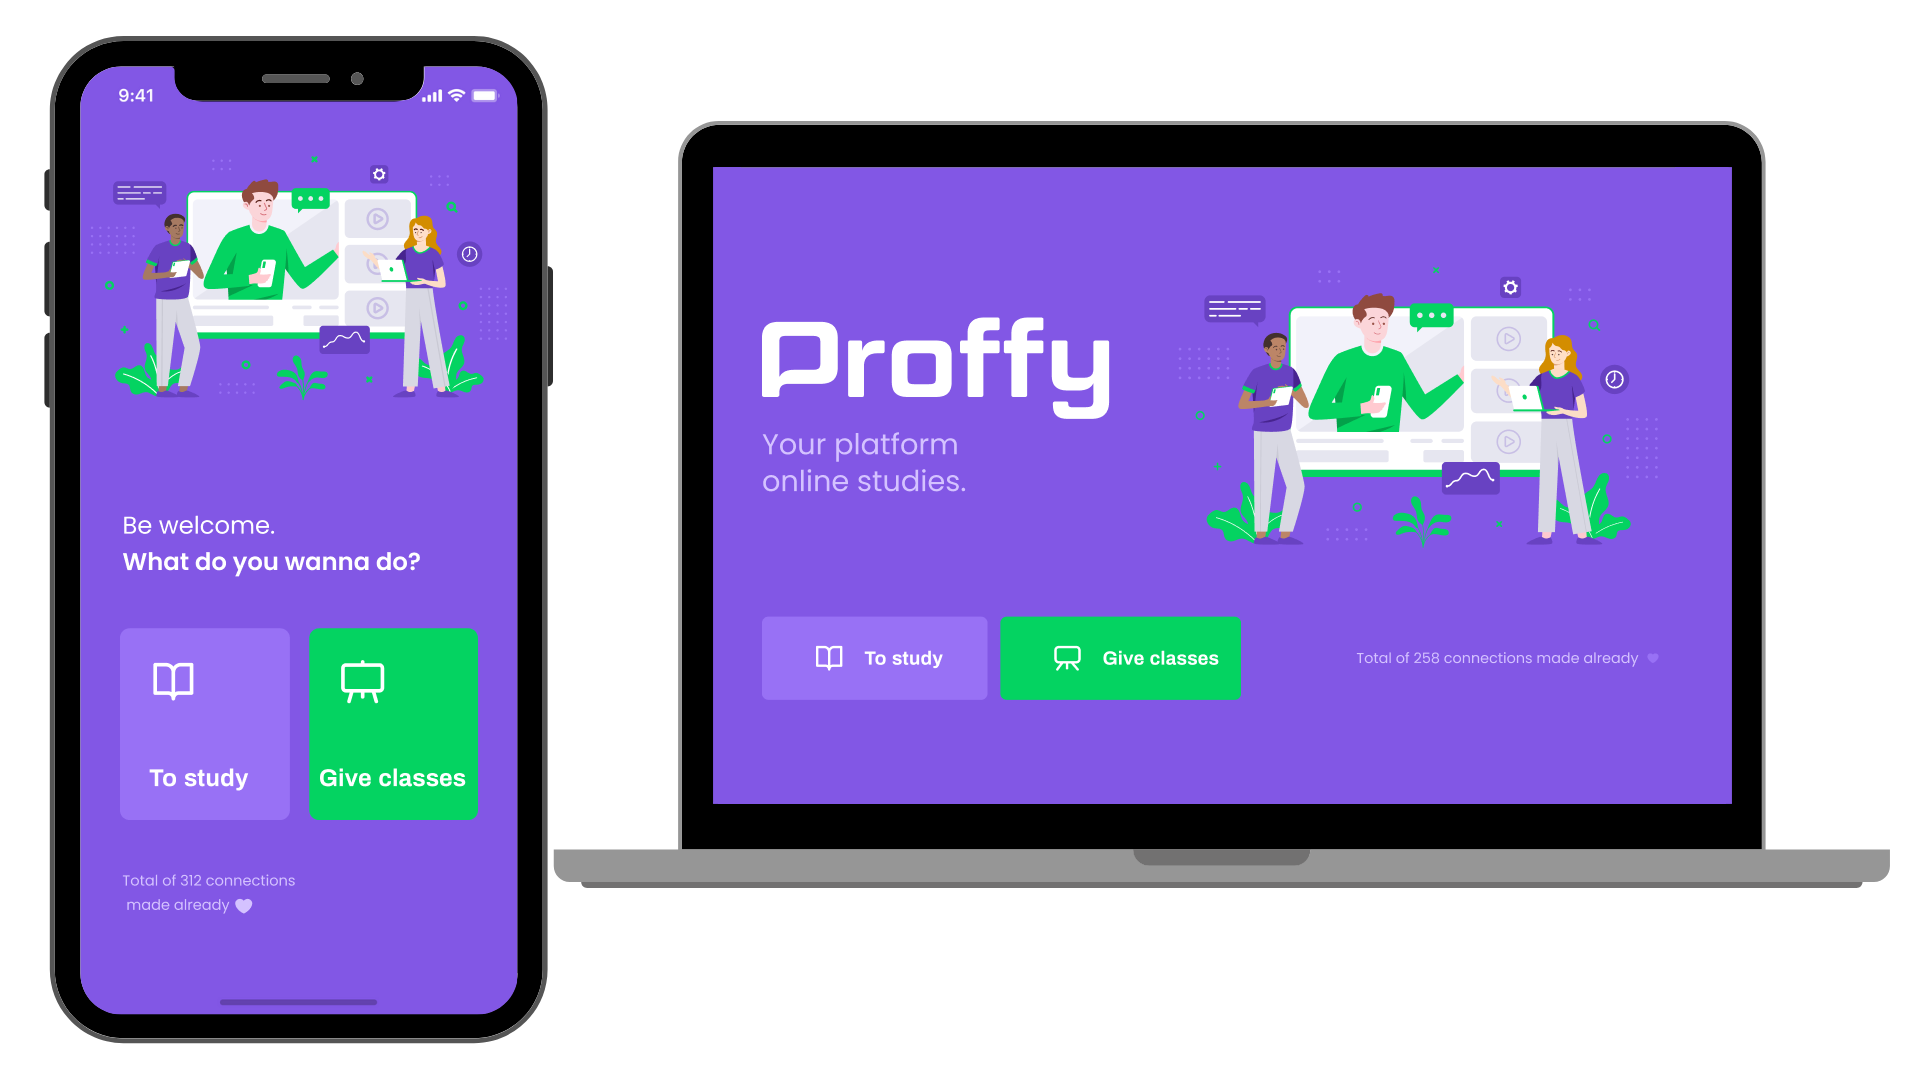 9:41
Be welcome.
What do you wanna do?
To study
Give classes
Total of 312 connections
made already
Proffy
Your platform
online studies.
To study
Give classes
Total of 258 connections made already